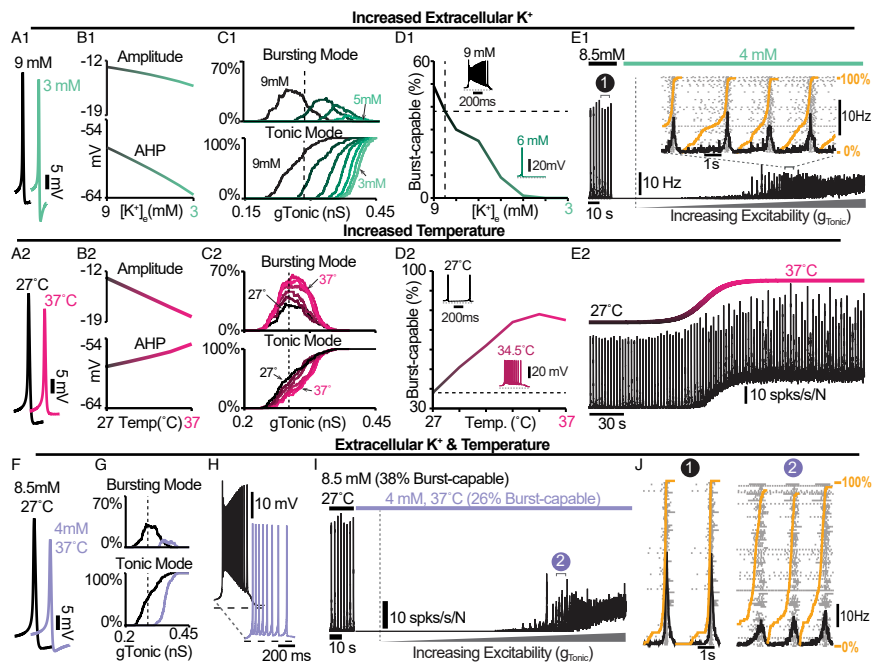 Increased Extracellular K⁺
A1 B1 C1 D1 E1
9 mM
3 mM
5 mV
-12
Amplitude
-19
-54
mV
AHP
-64
9 [K⁺]e(mM) 3
Bursting Mode
70%
9mM
5mM
0%
Tonic Mode
100%
9mM
3mM
0%
0.15 gTonic (nS) 0.45
Burst-capable (%)
60
0
9 mM
200ms
6 mM
20mV
9 [K⁺]e(mM) 3
8.5mM 4 mM
1
100%
10Hz
0%
1s
10 Hz
10 s
Increasing Excitability (gTonic)
Increased Temperature
A2 B2 C2 D2 E2
27˚C
37˚C
5 mV
-12
Amplitude
-19
-54
mV
AHP
-64
27 Temp(˚C) 37
Bursting Mode
70%
27˚
37˚
0%
Tonic Mode
100%
27˚
37˚
0
0.2 gTonic (nS) 0.45
Burst-capable (%)
100
30
27˚C
200ms
34.5˚C
20 mV
27 Temp. (˚C) 37
27˚C
37˚C
10 spks/s/N
30 s
Extracellular K⁺ & Temperature
F G H I J
8.5mM
27˚C
4mM
37˚C
5 mV
Bursting Mode
70%
0%
Tonic Mode
100%
0%
0.2 0.45
gTonic (nS)
10 mV
200 ms
8.5 mM (38% Burst-capable)
27˚C 4 mM, 37˚C (26% Burst-capable)
2
10 spks/s/N
10 s
Increasing Excitability (gTonic)
1 2
100%
10Hz
0%
1s